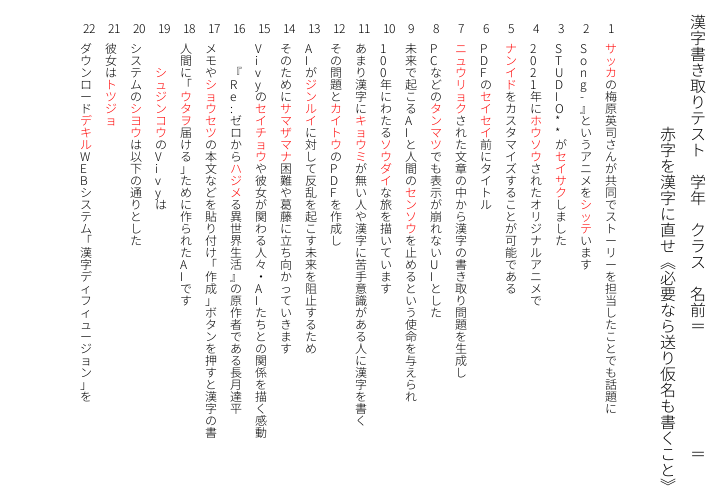 漢字書き取りテスト　学年　クラス　名前＝　　　　　　＝
赤字を漢字に直せ《必要なら送り仮名も書くこと》
1 サッカの梅原英司さんが共同でストーリーを担当したことでも話題に
2 Song-』というアニメをシッテいます
3 STUDIO**がセイサクしました
4 2021年にホウソウされたオリジナルアニメで
5 ナンイドをカスタマイズすることが可能である
6 PDFのセイセイ前にタイトル
7 ニュウリョクされた文章の中から漢字の書き取り問題を生成し
8 PCなどのタンマツでも表示が崩れないUIとした
9 未来で起こるAIと人間のセンソウを止めるという使命を与えられ
10 100年にわたるソウダイな旅を描いています
11 あまり漢字にキョウミが無い人や漢字に苦手意識がある人に漢字を書く
12 その問題とカイトウのPDFを作成し
13 AIがジンルイに対して反乱を起こす未来を阻止するため
14 そのためにサマザマナ困難や葛藤に立ち向かっていきます
15 Vivyのセイチョウや彼女が関わる人々・AIたちとの関係を描く感動
16 『Re:ゼロからハジメる異世界生活』の原作者である長月達平
17 メモやショウセツの本文などを貼り付け「作成」ボタンを押すと漢字の書
18 人間に「ウタヲ届ける」ために作られたAIです
19 シュジンコウのVivyは
20 システムのショウは以下の通りとした
21 彼女はトツジョ
22 ダウンロードデキルWEBシステム「漢字ディフィュージョン」を